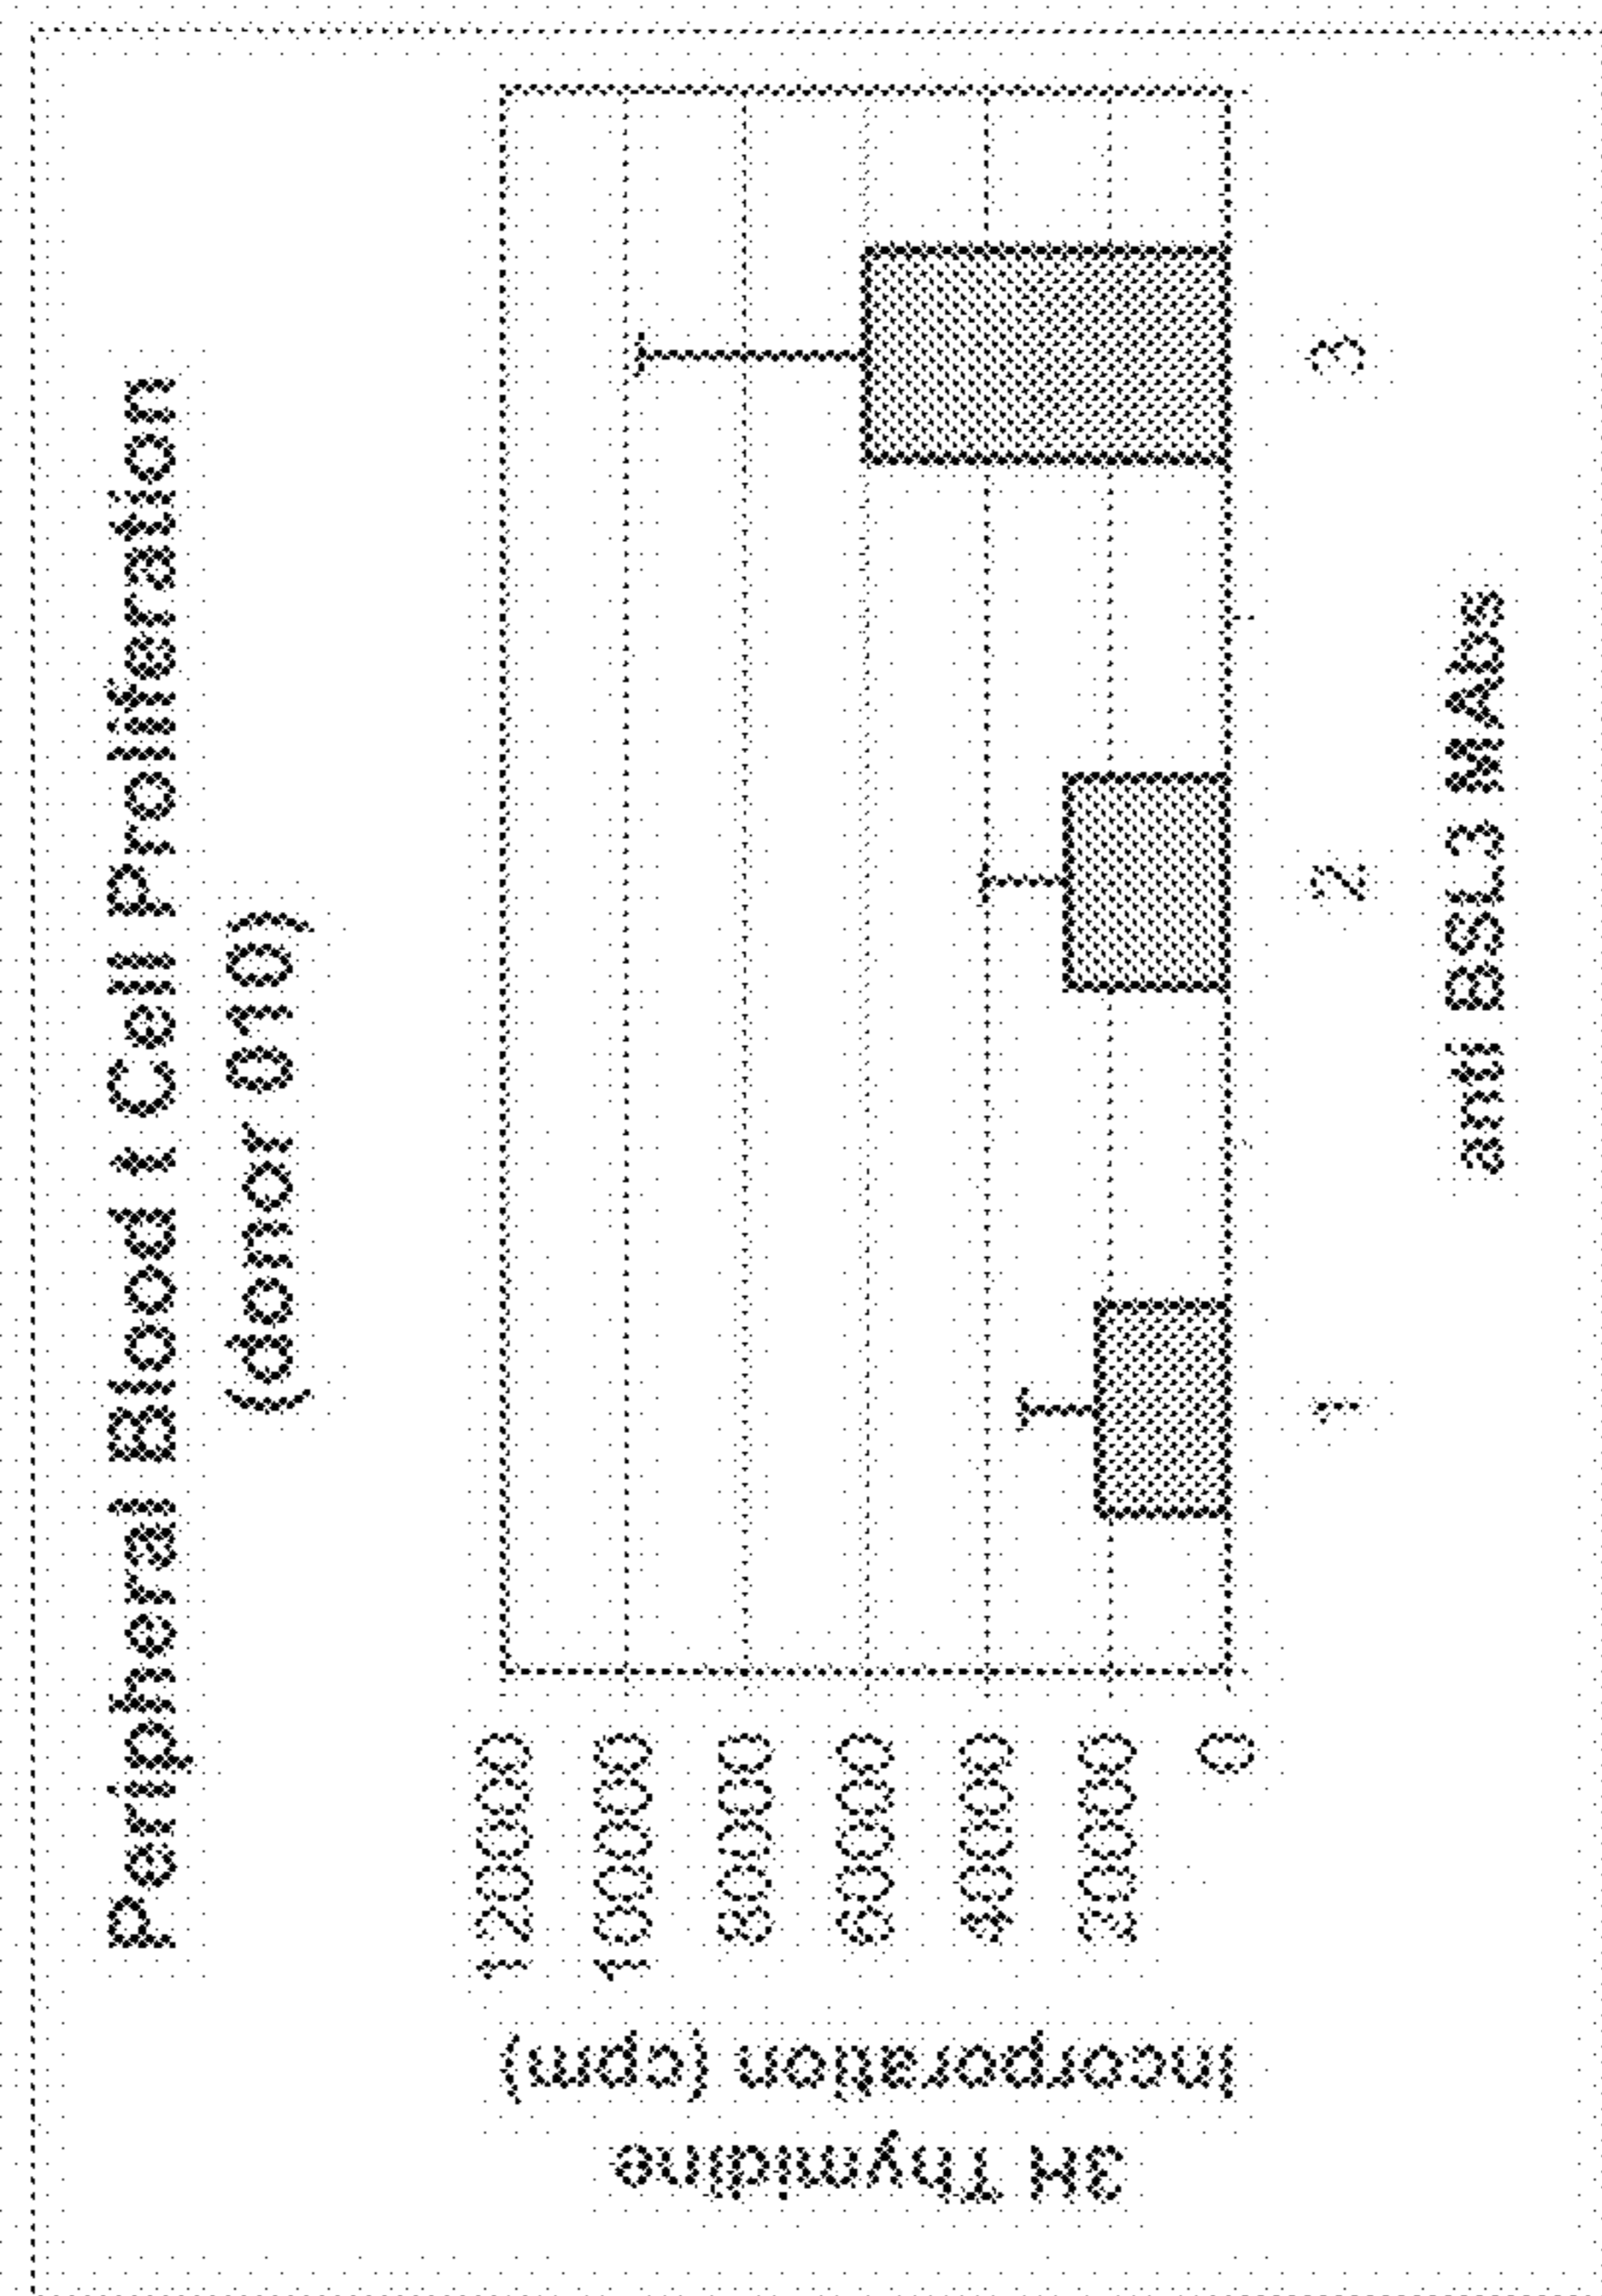 Peripheral Blood t Cell Proliferation
(donor 010)
3H Thymidine
incorporation (cpm)
120000
100000
80000
60000
40000
20000
0
1
2
3
anti BSL3 MAbs